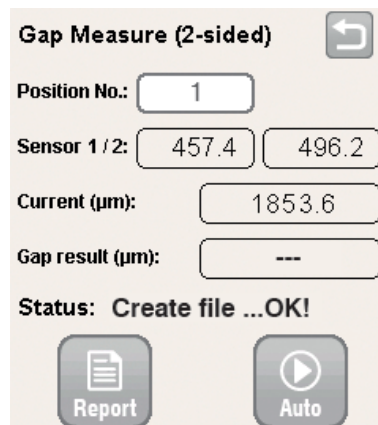 Gap Measure (2-sided)
Position No.: 1
Sensor 1 / 2: 457.4 496.2
Current (µm): 1853.6
Gap result (µm): ---
Status: Create file ...OK!
Report Auto